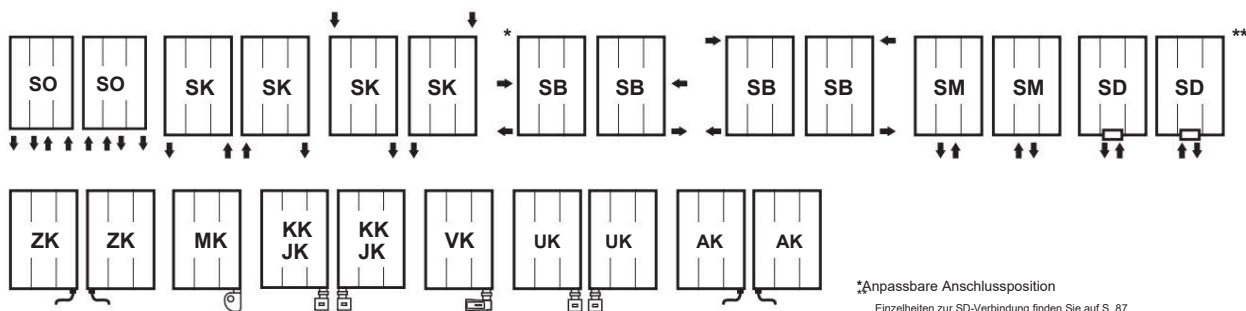 * **
SO SO SK SK SK SK SB SB SB SB SM SM SD SD
ZK ZK MK KK JK KK JK VK UK UK AK AK
*Anpassbare Anschlussposition
** Einzelheiten zur SD-Verbindung finden Sie auf S. 87